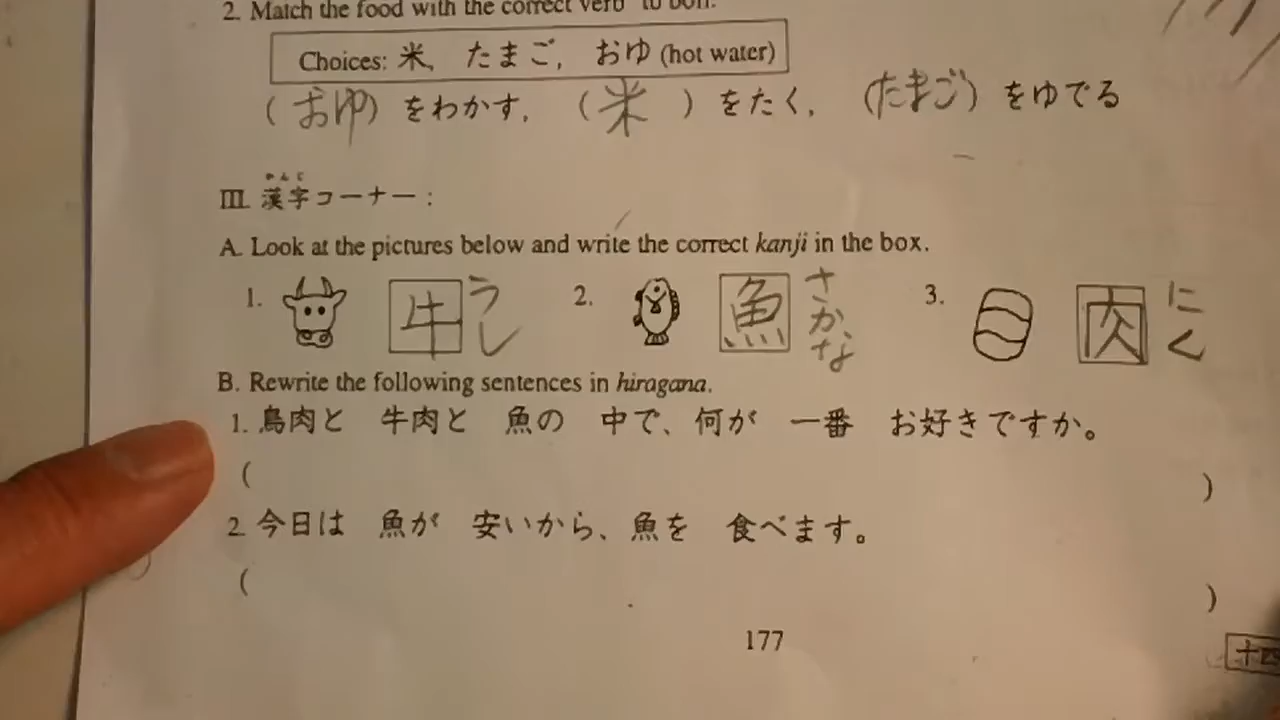 2. Match the food with the correct verb "to boil."
Choices: 米, たまご, おゆ (hot water)
( おゆ ) をわかす, ( 米 ) をたく, (たまご) をゆでる
かんじ
III. 漢字コーナー:
A. Look at the pictures below and write the correct kanji in the box.
1. 牛 うし 2. 魚 さかな 3. 肉 にく
B. Rewrite the following sentences in hiragana.
1. 鳥肉と 牛肉と 魚の 中で、何が 一番 お好きですか。
( )
2. 今日は 魚が 安いから、魚を 食べます。
( )
177